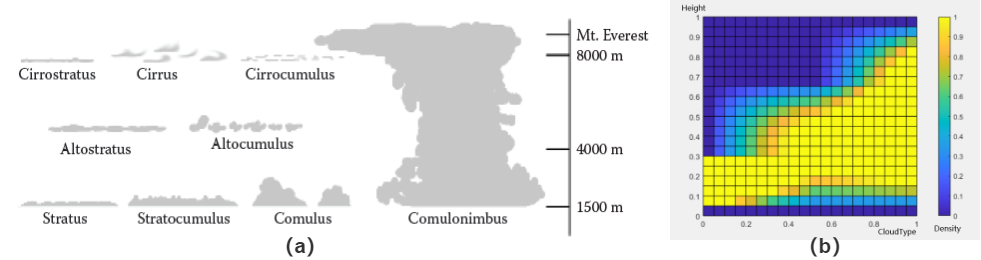 (a)
Mt. Everest
8000 m
Cirrostratus
Cirrus
Cirrocumulus
Altostratus
Altocumulus
4000 m
Stratus
Stratocumulus
Comulus
Comulonimbus
1500 m
Height
1
0.9
0.8
0.7
0.6
0.5
0.4
0.3
0.2
0.1
0
0
0.2
0.4
0.6
0.8
1
CloudType
1
0.9
0.8
0.7
0.6
0.5
0.4
0.3
0.2
0.1
0
Density
(b)